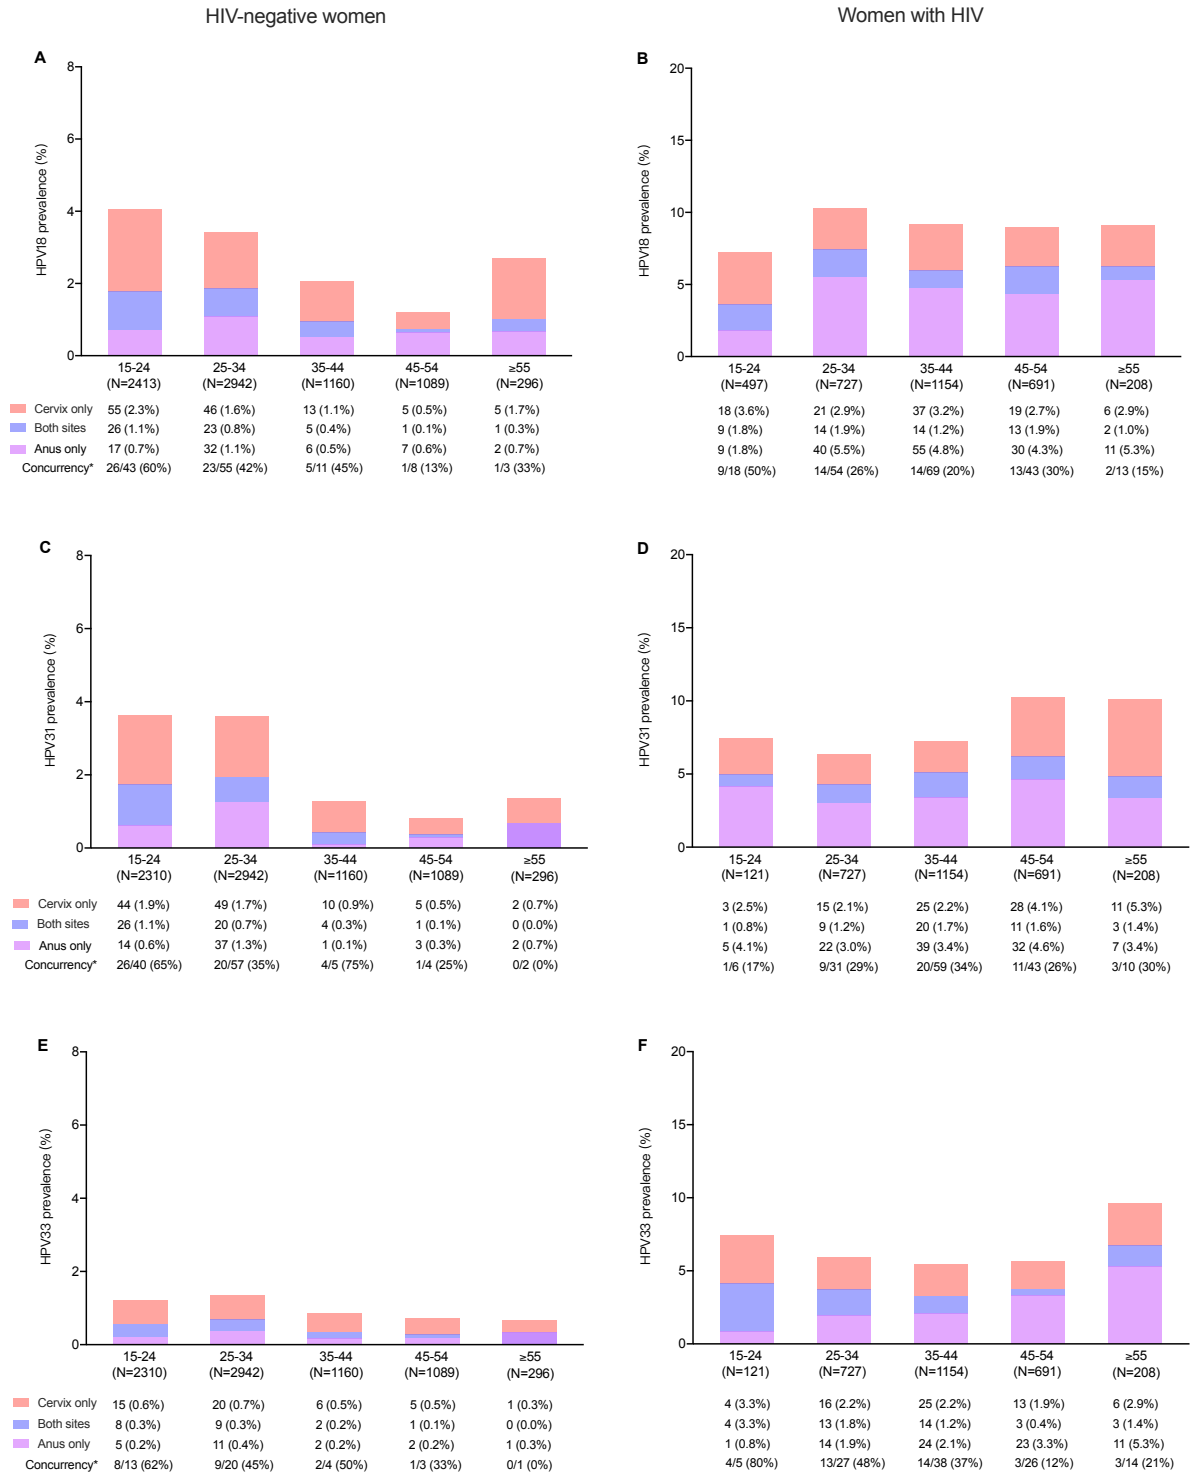 HIV-negative women
Women with HIV
A
8
6
4
2
0
HPV18 prevalence (%)
15-24 25-34 35-44 45-54 ≥55
(N=2413) (N=2942) (N=1160) (N=1089) (N=296)
Cervix only 55 (2.3%) 46 (1.6%) 13 (1.1%) 5 (0.5%) 5 (1.7%)
Both sites 26 (1.1%) 23 (0.8%) 5 (0.4%) 1 (0.1%) 1 (0.3%)
Anus only 17 (0.7%) 32 (1.1%) 6 (0.5%) 7 (0.6%) 2 (0.7%)
Concurrency* 26/43 (60%) 23/55 (42%) 5/11 (45%) 1/8 (13%) 1/3 (33%)
B
20
15
10
5
0
HPV18 prevalence (%)
15-24 25-34 35-44 45-54 ≥55
(N=497) (N=727) (N=1154) (N=691) (N=208)
18 (3.6%) 21 (2.9%) 37 (3.2%) 19 (2.7%) 6 (2.9%)
9 (1.8%) 14 (1.9%) 14 (1.2%) 13 (1.9%) 2 (1.0%)
9 (1.8%) 40 (5.5%) 55 (4.8%) 30 (4.3%) 11 (5.3%)
9/18 (50%) 14/54 (26%) 14/69 (20%) 13/43 (30%) 2/13 (15%)
C
8
6
4
2
0
HPV31 prevalence (%)
15-24 25-34 35-44 45-54 ≥55
(N=2310) (N=2942) (N=1160) (N=1089) (N=296)
Cervix only 44 (1.9%) 49 (1.7%) 10 (0.9%) 5 (0.5%) 2 (0.7%)
Both sites 26 (1.1%) 20 (0.7%) 4 (0.3%) 1 (0.1%) 0 (0.0%)
Anus only 14 (0.6%) 37 (1.3%) 1 (0.1%) 3 (0.3%) 2 (0.7%)
Concurrency* 26/40 (65%) 20/57 (35%) 4/5 (75%) 1/4 (25%) 0/2 (0%)
D
20
15
10
5
0
HPV31 prevalence (%)
15-24 25-34 35-44 45-54 ≥55
(N=121) (N=727) (N=1154) (N=691) (N=208)
3 (2.5%) 15 (2.1%) 25 (2.2%) 28 (4.1%) 11 (5.3%)
1 (0.8%) 9 (1.2%) 20 (1.7%) 11 (1.6%) 3 (1.4%)
5 (4.1%) 22 (3.0%) 39 (3.4%) 32 (4.6%) 7 (3.4%)
1/6 (17%) 9/31 (29%) 20/59 (34%) 11/43 (26%) 3/10 (30%)
E
8
6
4
2
0
HPV33 prevalence (%)
15-24 25-34 35-44 45-54 ≥55
(N=2310) (N=2942) (N=1160) (N=1089) (N=296)
Cervix only 15 (0.6%) 20 (0.7%) 6 (0.5%) 5 (0.5%) 1 (0.3%)
Both sites 8 (0.3%) 9 (0.3%) 2 (0.2%) 1 (0.1%) 0 (0.0%)
Anus only 5 (0.2%) 11 (0.4%) 2 (0.2%) 2 (0.2%) 1 (0.3%)
Concurrency* 8/13 (62%) 9/20 (45%) 2/4 (50%) 1/3 (33%) 0/1 (0%)
F
20
15
10
5
0
HPV33 prevalence (%)
15-24 25-34 35-44 45-54 ≥55
(N=121) (N=727) (N=1154) (N=691) (N=208)
4 (3.3%) 16 (2.2%) 25 (2.2%) 13 (1.9%) 6 (2.9%)
4 (3.3%) 13 (1.8%) 14 (1.2%) 3 (0.4%) 3 (1.4%)
1 (0.8%) 14 (1.9%) 24 (2.1%) 23 (3.3%) 11 (5.3%)
4/5 (80%) 13/27 (48%) 14/38 (37%) 3/26 (12%) 3/14 (21%)